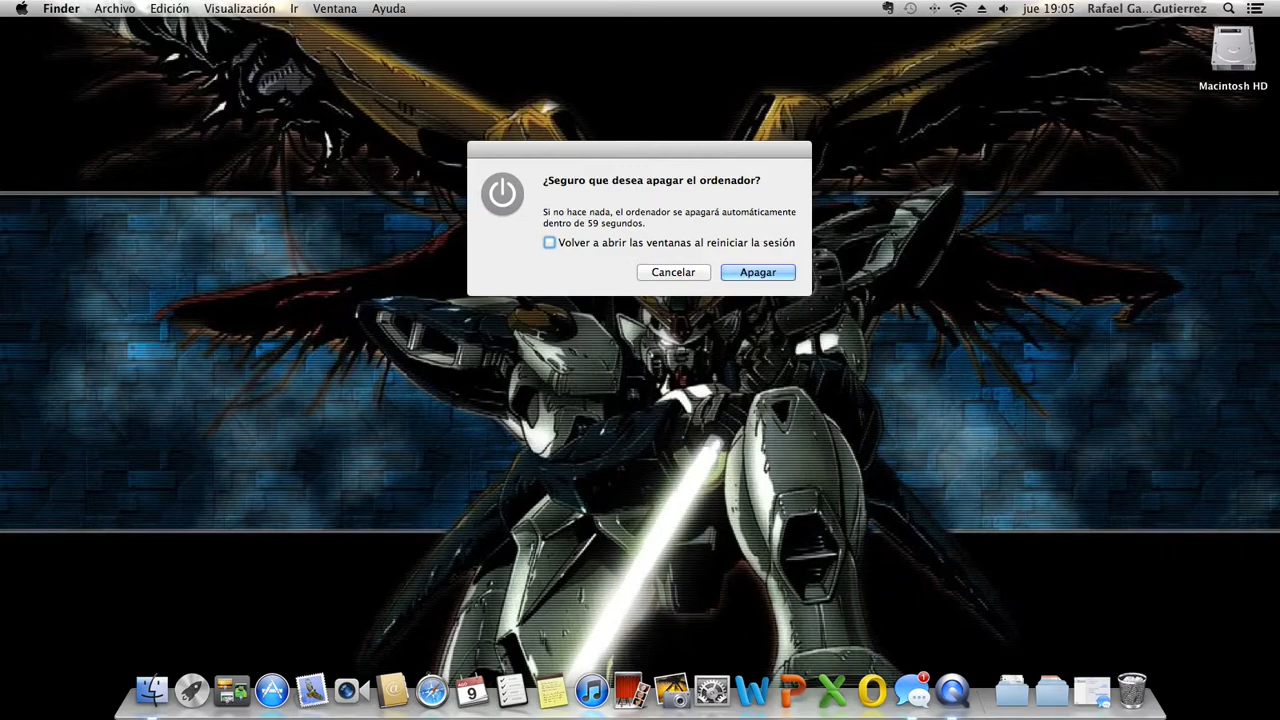 Finder Archivo Edición Visualización Ir Ventana Ayuda jue 19:05 Rafael Ga...Gutierrez
Macintosh HD
¿Seguro que desea apagar el ordenador?
Si no hace nada, el ordenador se apagará automáticamente
dentro de 59 segundos.
Volver a abrir las ventanas al reiniciar la sesión
Cancelar Apagar
AGO
9
1